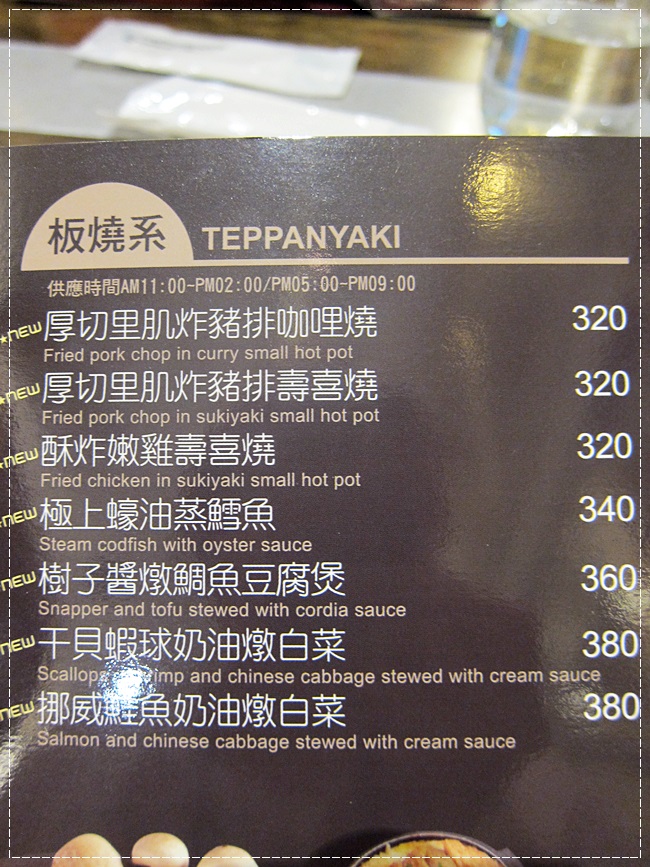 板燒系 TEPPANYAKI
供應時間AM11:00-PM02:00/PM05:00-PM09:00
★NEW 厚切里肌炸豬排咖哩燒 320
Fried pork chop in curry small hot pot
★NEW 厚切里肌炸豬排壽喜燒 320
Fried pork chop in sukiyaki small hot pot
★NEW 酥炸嫩雞壽喜燒 320
Fried chicken in sukiyaki small hot pot
NEW 極上蠔油蒸鱈魚 340
Steam codfish with oyster sauce
NEW 樹子醬燉鯛魚豆腐煲 360
Snapper and tofu stewed with cordia sauce
NEW 干貝蝦球奶油燉白菜 380
Scallops and chinese cabbage stewed with cream sauce
NEW 挪威鮭魚奶油燉白菜 380
Salmon and chinese cabbage stewed with cream sauce